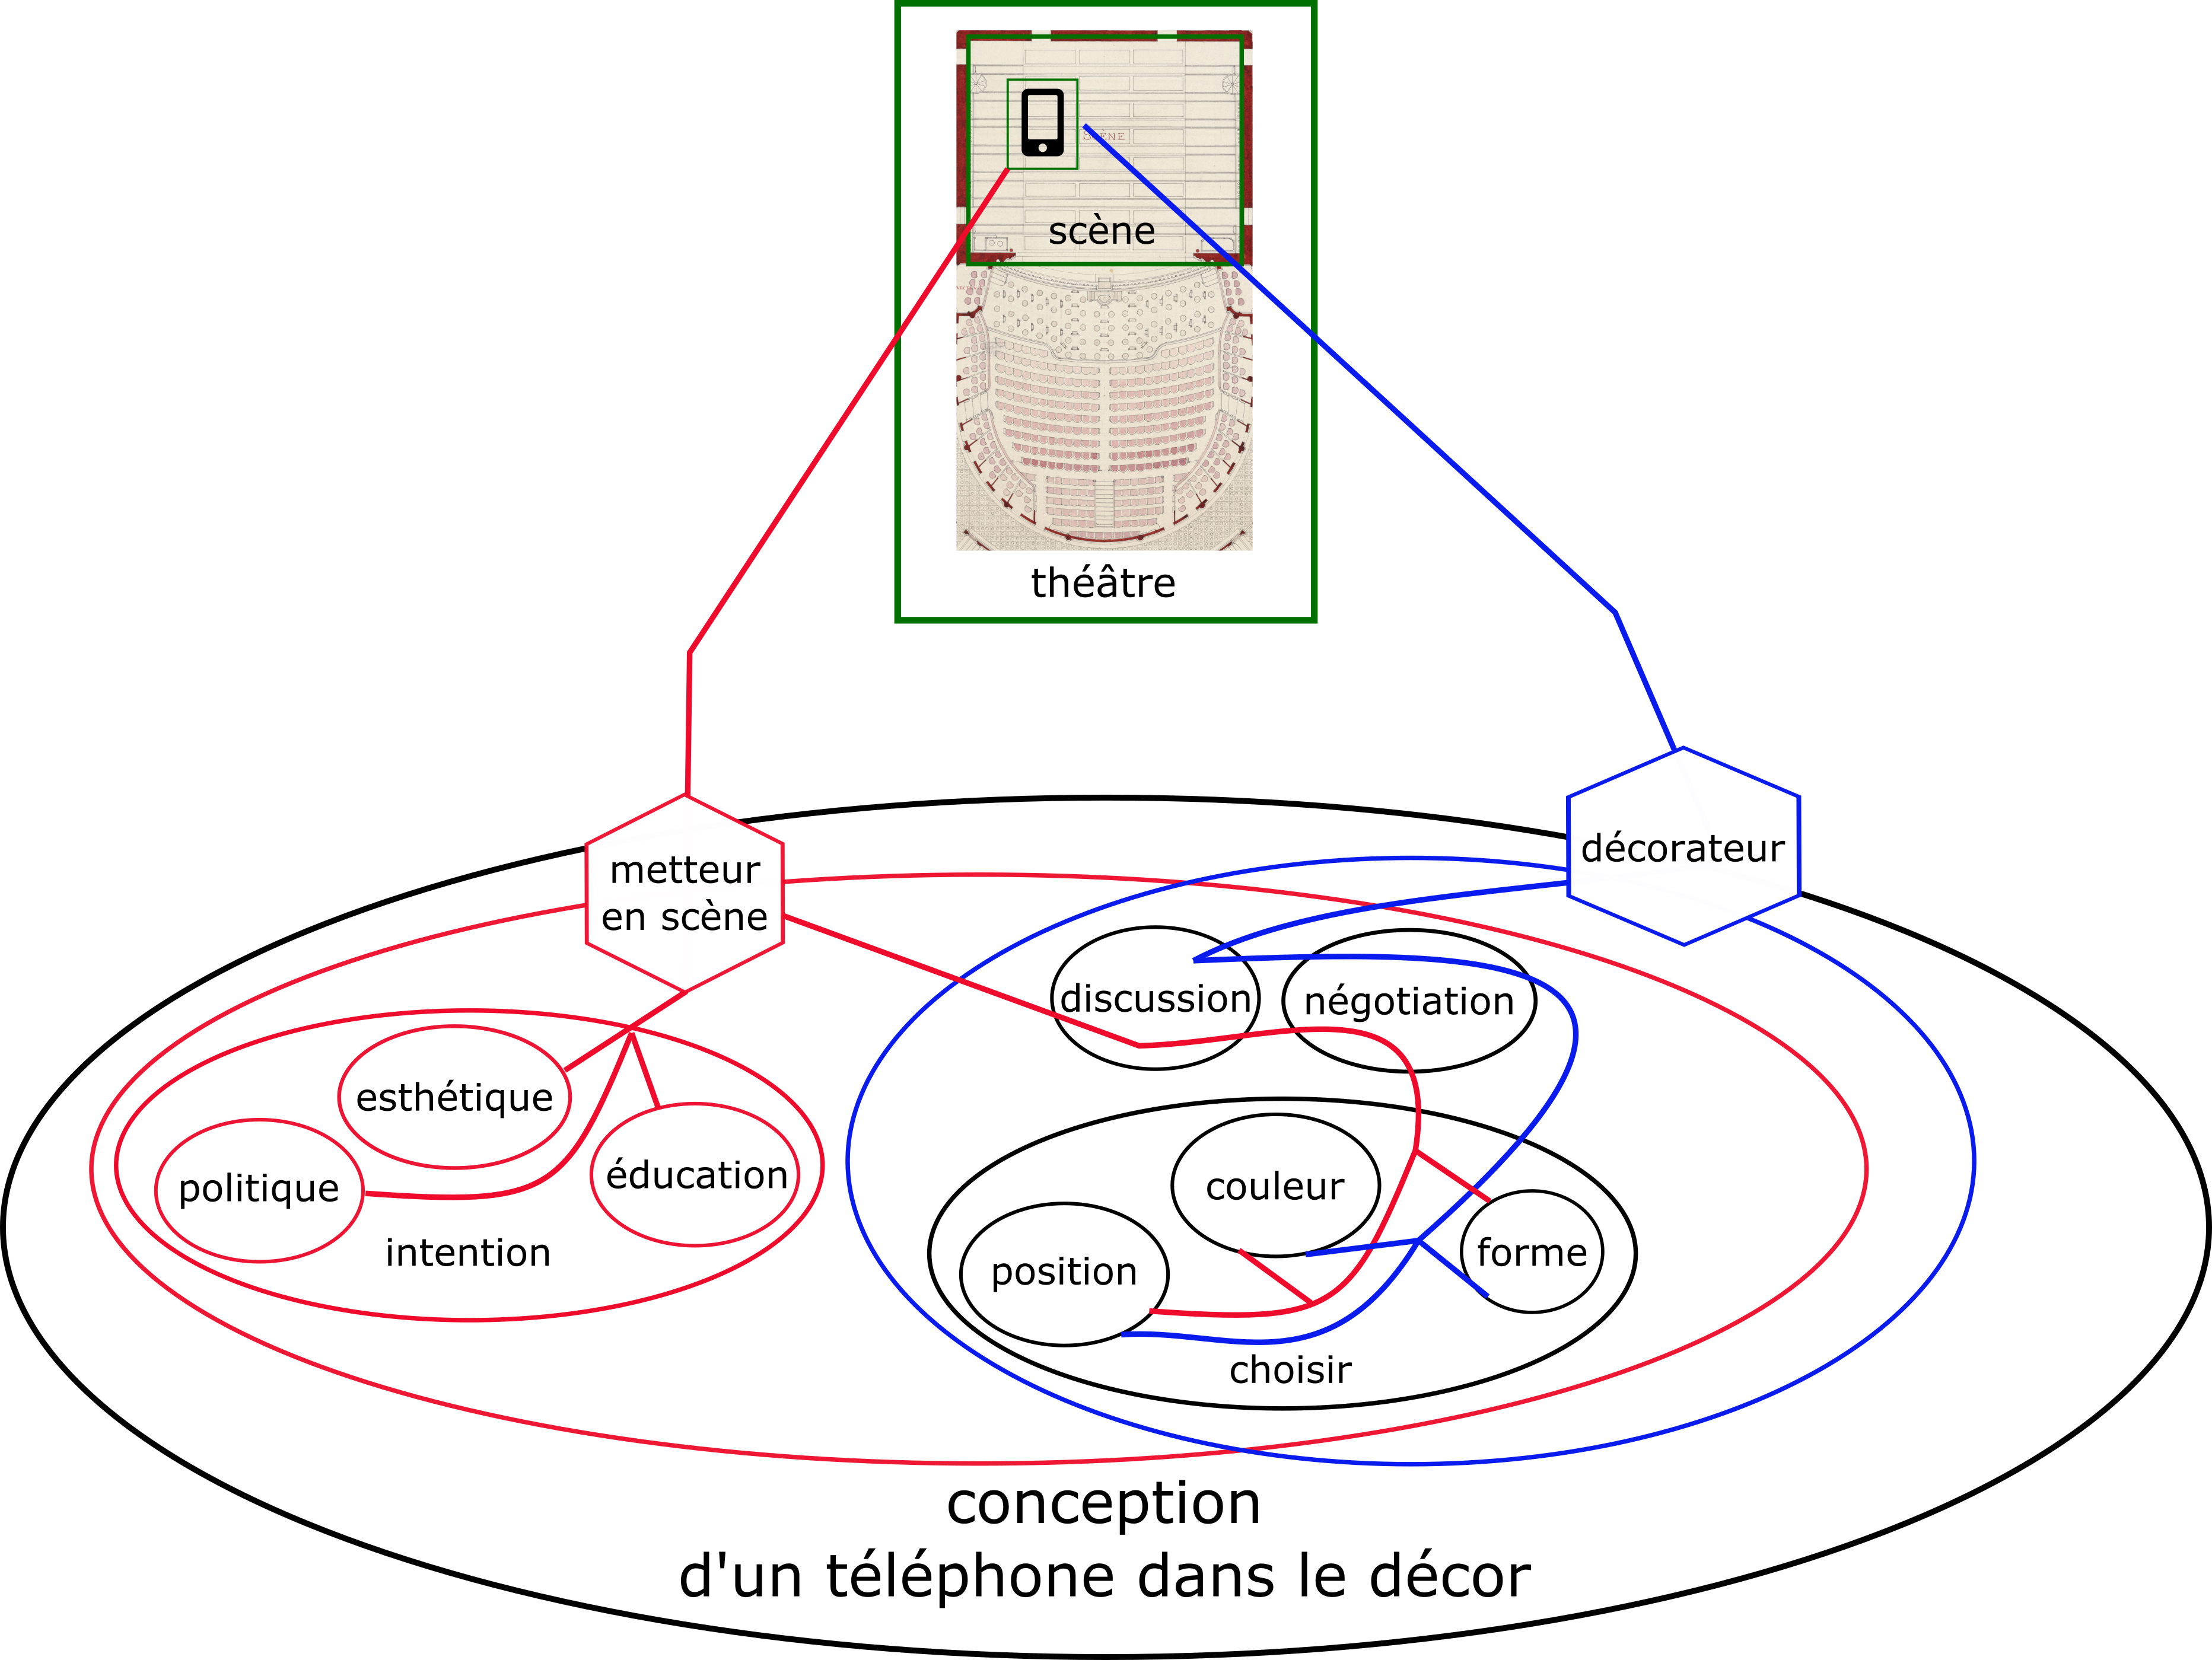 SCÈNE
scène
théâtre
décorateur
metteur
en scène
discussion
négotiation
esthétique
éducation
politique
couleur
intention
forme
position
choisir
conception
d'un téléphone dans le décor